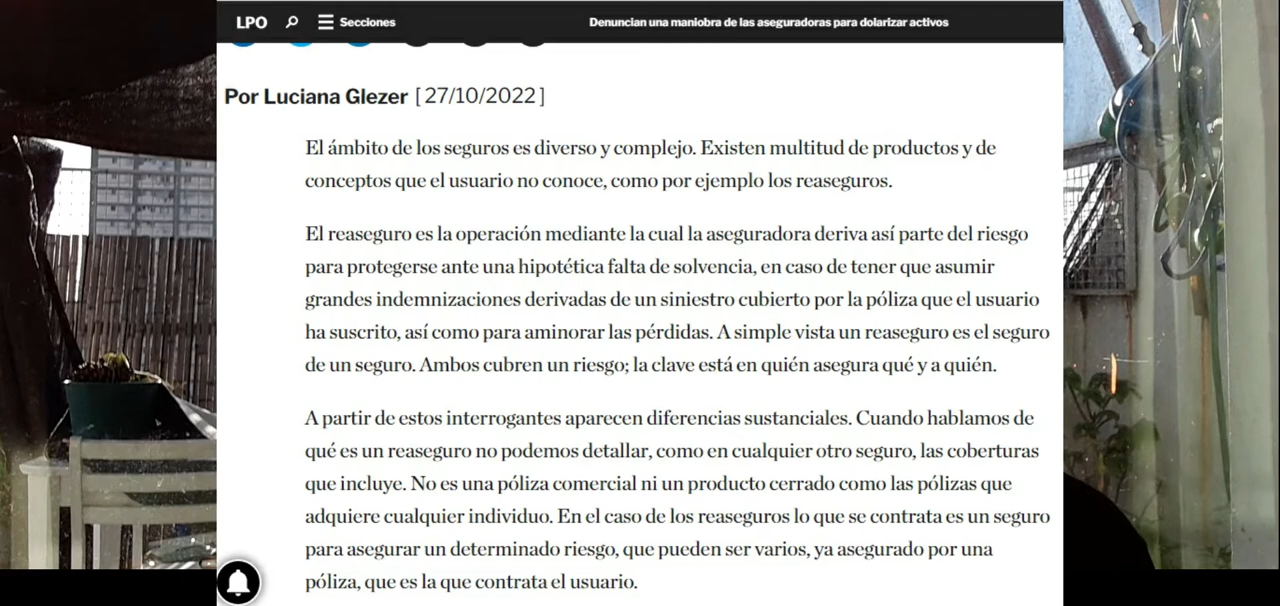 LPO
Secciones
Denuncian una maniobra de las aseguradoras para dolarizar activos
Por Luciana Glezer [27/10/2022]
El ámbito de los seguros es diverso y complejo. Existen multitud de productos y de
conceptos que el usuario no conoce, como por ejemplo los reaseguros.
El reaseguro es la operación mediante la cual la aseguradora deriva así parte del riesgo
para protegerse ante una hipotética falta de solvencia, en caso de tener que asumir
grandes indemnizaciones derivadas de un siniestro cubierto por la póliza que el usuario
ha suscrito, así como para aminorar las pérdidas. A simple vista un reaseguro es el seguro
de un seguro. Ambos cubren un riesgo; la clave está en quién asegura qué y a quién.
A partir de estos interrogantes aparecen diferencias sustanciales. Cuando hablamos de
qué es un reaseguro no podemos detallar, como en cualquier otro seguro, las coberturas
que incluye. No es una póliza comercial ni un producto cerrado como las pólizas que
adquiere cualquier individuo. En el caso de los reaseguros lo que se contrata es un seguro
para asegurar un determinado riesgo, que pueden ser varios, ya asegurado por una
póliza, que es la que contrata el usuario.